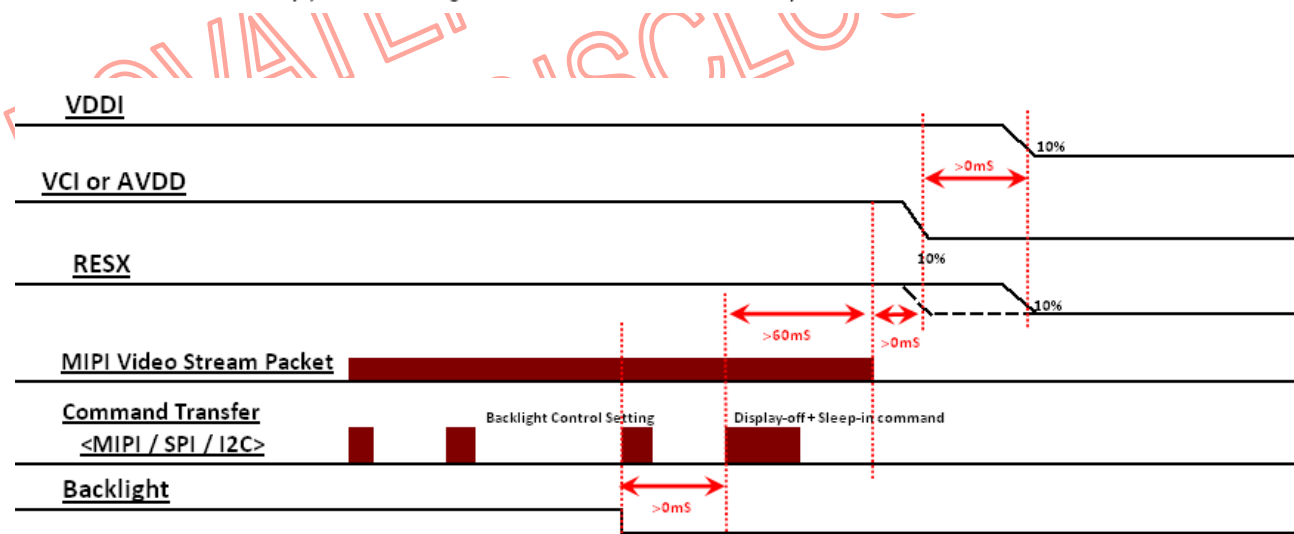 VDDI
10%
>0mS
VCI or AVDD
10%
RESX
10%
>60mS
>0mS
MIPI Video Stream Packet
Command Transfer
<MIPI / SPI / I2C>
Backlight Control Setting
Display-off + Sleep-in command
Backlight
>0mS